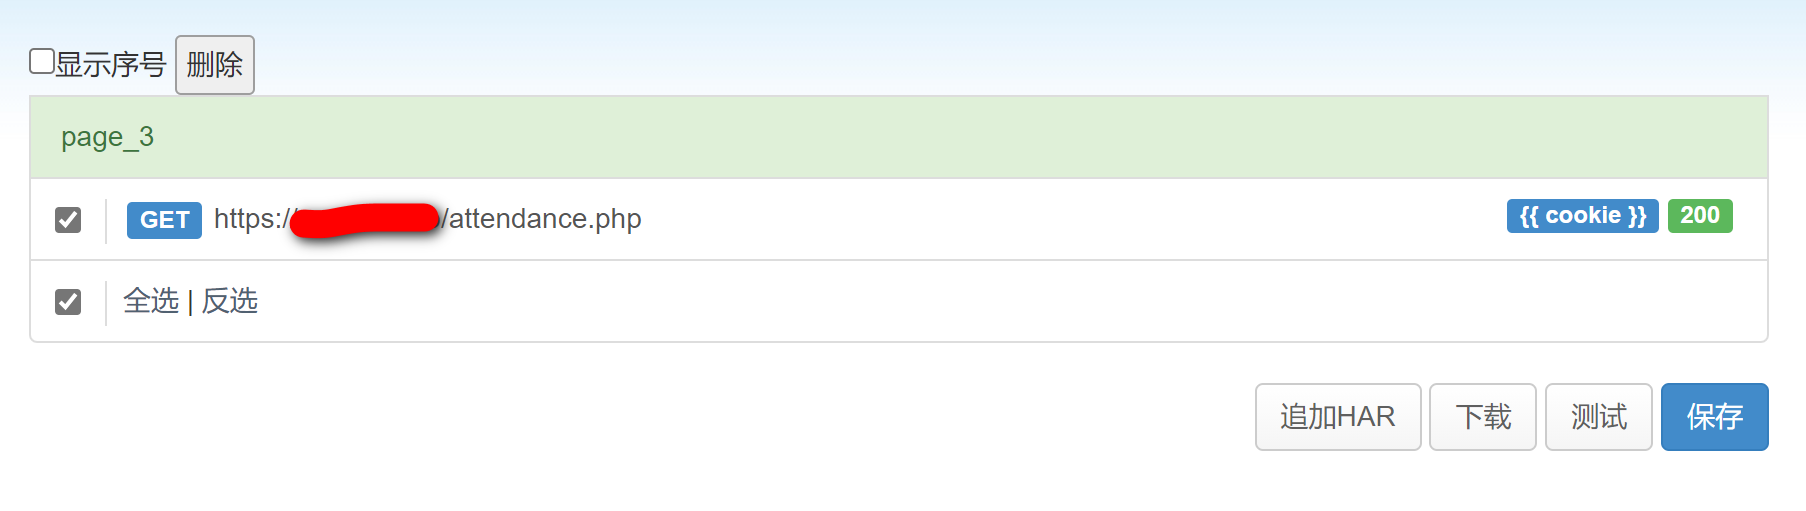 显示序号 删除
page_3
GET https:/ /attendance.php {{ cookie }} 200
全选 | 反选
追加HAR 下载 测试 保存